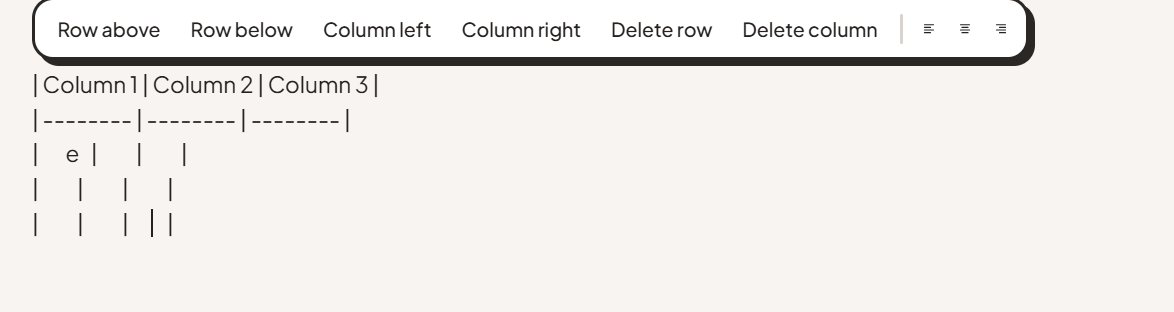 Row above Row below Column left Column right Delete row Delete column
| Column 1 | Column 2 | Column 3 |
| -------- | -------- | -------- |
| e | | |
| | | |
| | | |